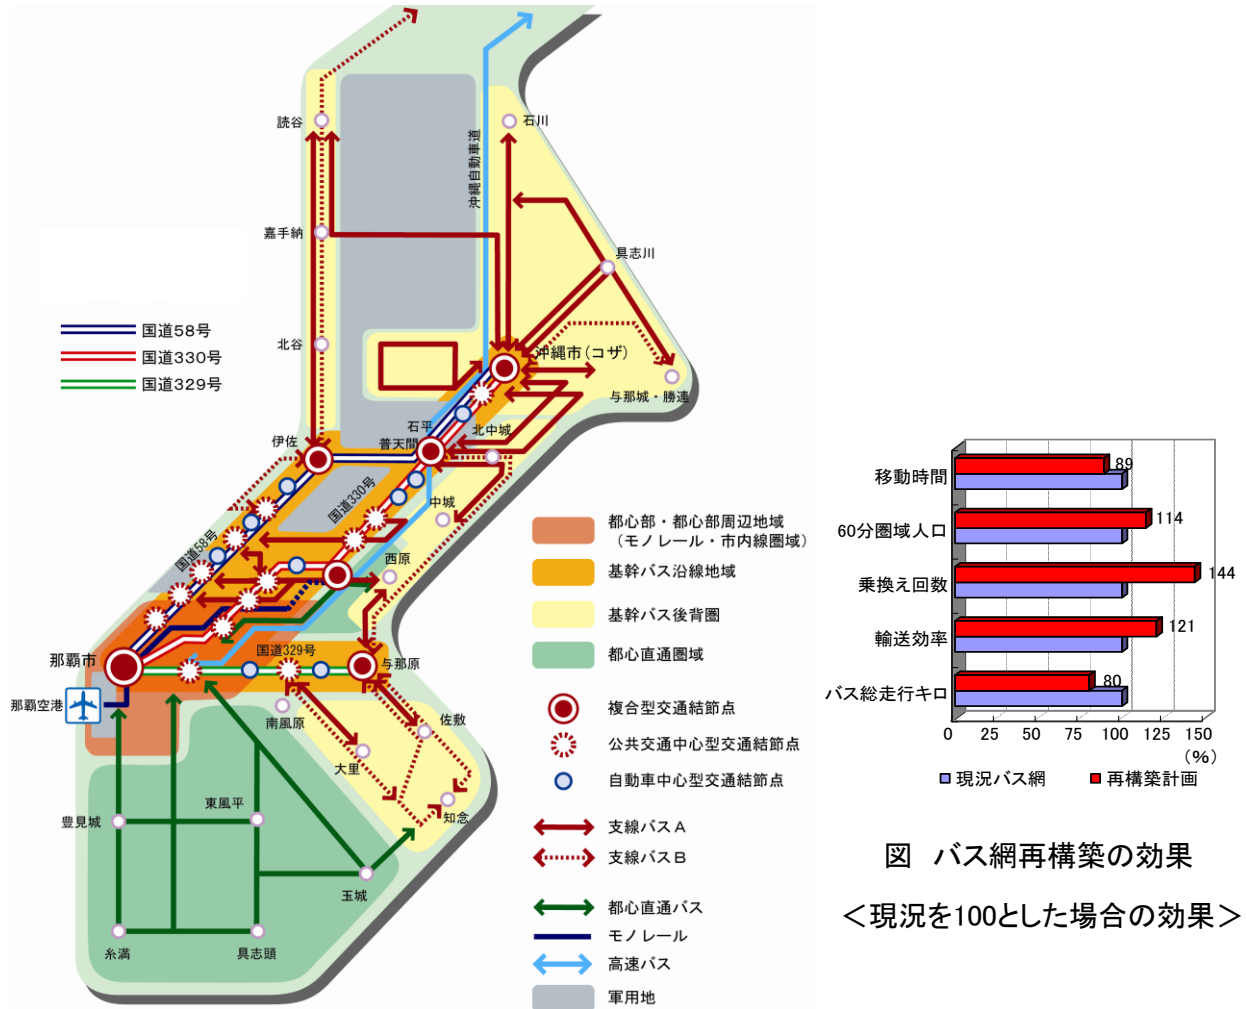 読谷
石川
沖縄自動車道
嘉手納
具志川
国道58号
国道330号
国道329号
北谷
沖縄市(コザ)
与那城・勝連
石平
北中城
伊佐
普天間
国道330号
中城
国道58号
西原
那覇市
国道329号
与那原
那覇空港
南風原
佐敷
大里
東風平
豊見城
知念
玉城
糸満
具志頭
都心部・都心部周辺地域
(モノレール・市内線圏域)
基幹バス沿線地域
基幹バス後背圏
都心直通圏域
複合型交通結節点
公共交通中心型交通結節点
自動車中心型交通結節点
支線バスA
支線バスB
都心直通バス
モノレール
高速バス
軍用地
移動時間
89
60分圏域人口
114
乗換え回数
144
輸送効率
121
バス総走行キロ
80
0 25 50 75 100 125 150
(%)
現況バス網 再構築計画
図 バス網再構築の効果
＜現況を100とした場合の効果＞